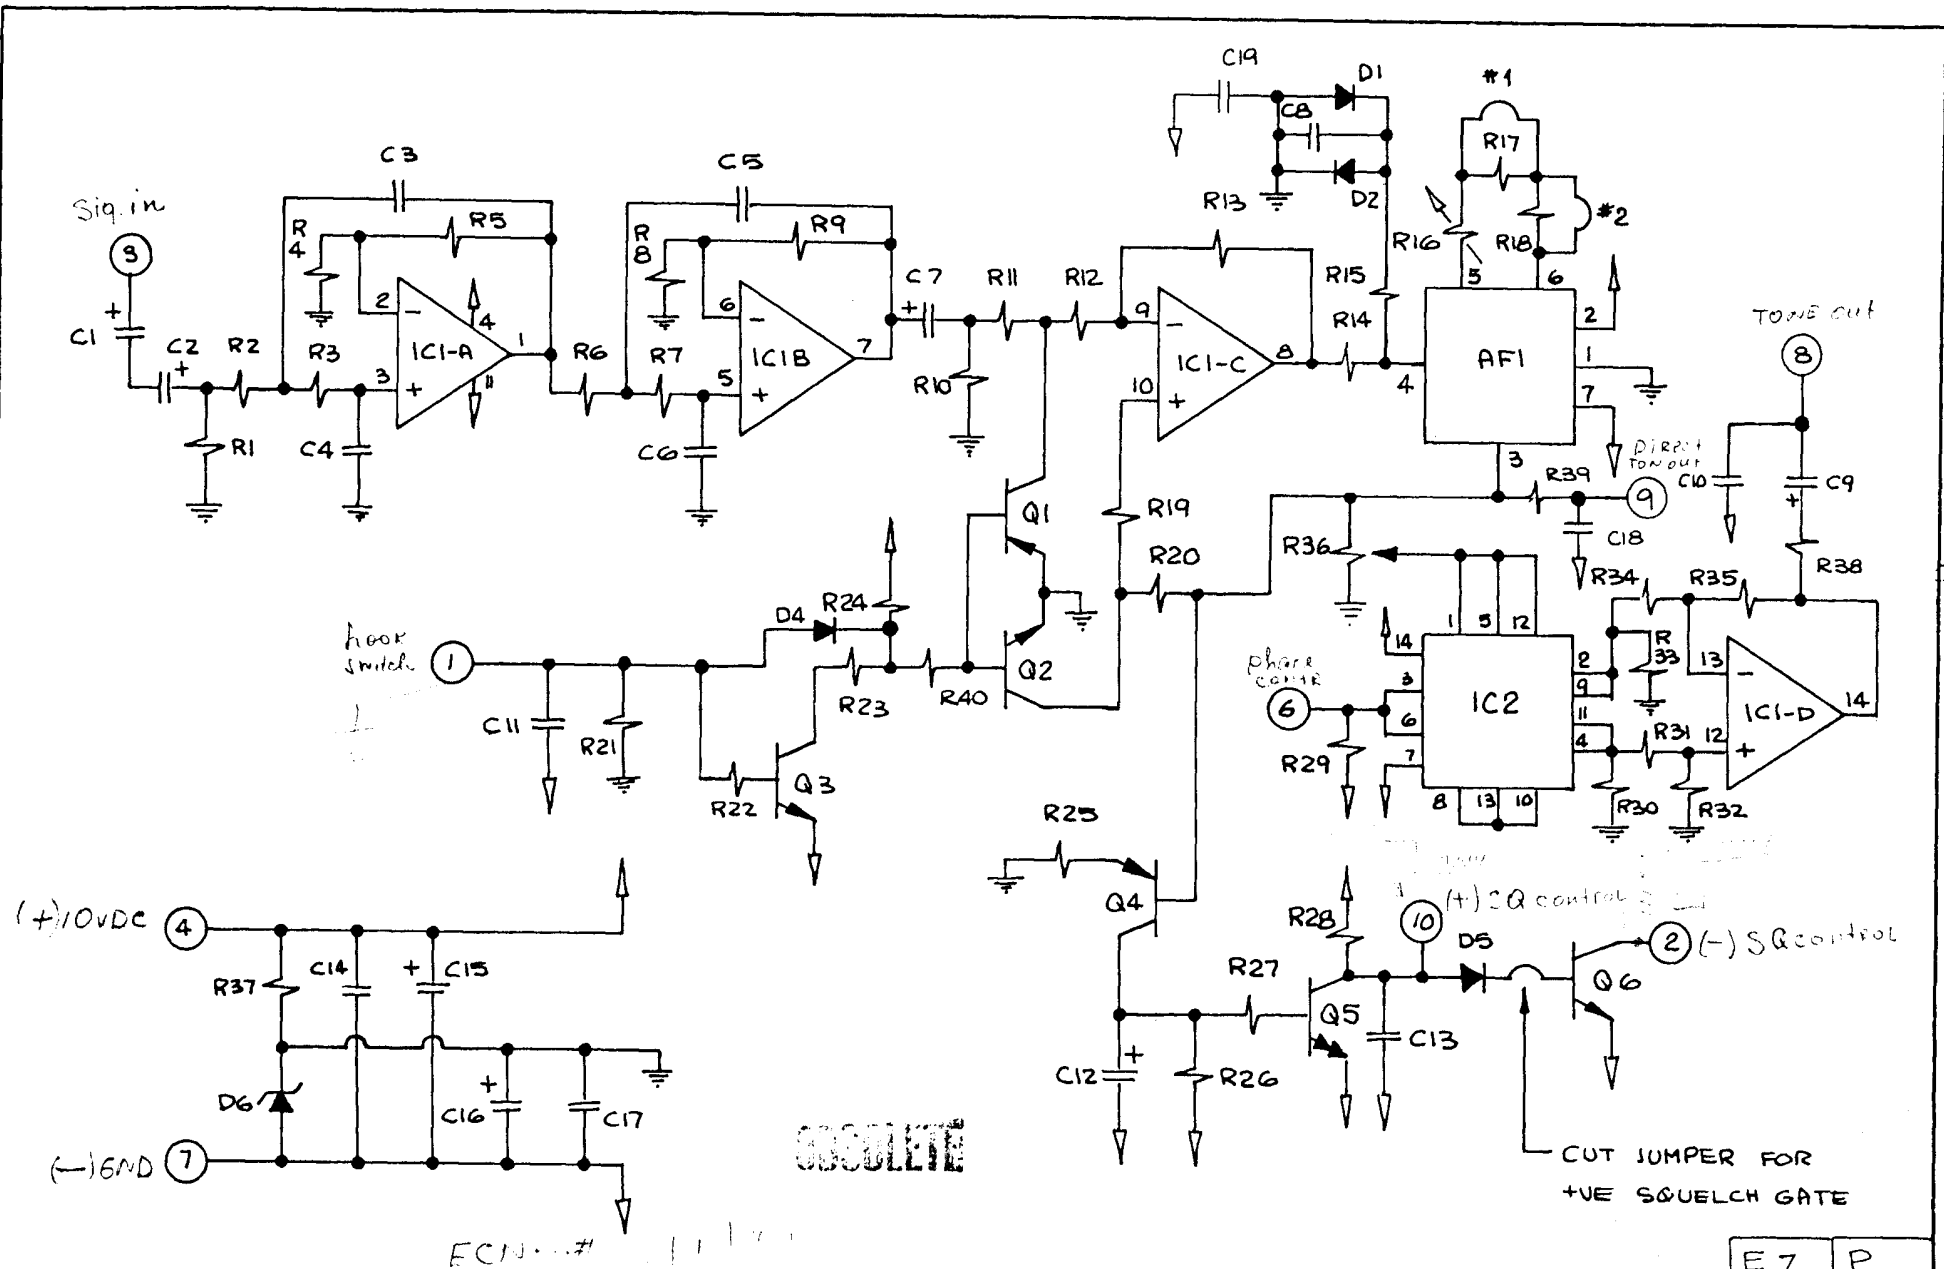 C19
D1
#1
C8
R17
C3
C5
D2
#2
Sig. in
R13
R4
R5
R8
R9
R16
R18
3
C7
R11
R12
R15
5
6
+
2
2
TONE out
C1
C2
+
R2
R3
4
IC1-A
1
R6
R7
6
IC1B
7
+
R10
9
IC1-C
8
R14
AF1
1
8
3
+
11
5
+
10
+
4
7
R1
C4
C6
3
R39
Direct
TON out
9
C10
C9
+
Q1
R19
R36
C18
R20
R34
R35
R38
D4
R24
hook
switch
1
14
1
5
12
2
R33
13
phase
contr
6
3
9
IC2
IC1-D
14
Q2
R23
R40
6
11
R31
12
+
C11
R21
R29
7
4
R22
Q3
8
13
10
R30
R32
R25
(+)10VDC
4
Q4
R28
10
(+) SQ control
D5
2
(-) SQ control
R37
C14
+
C15
R27
Q5
Q6
C13
D6
+
C16
C17
C12
+
R26
OBSOLETE
(-) GND
7
CUT JUMPER FOR
+VE SQUELCH GATE
E 7
P